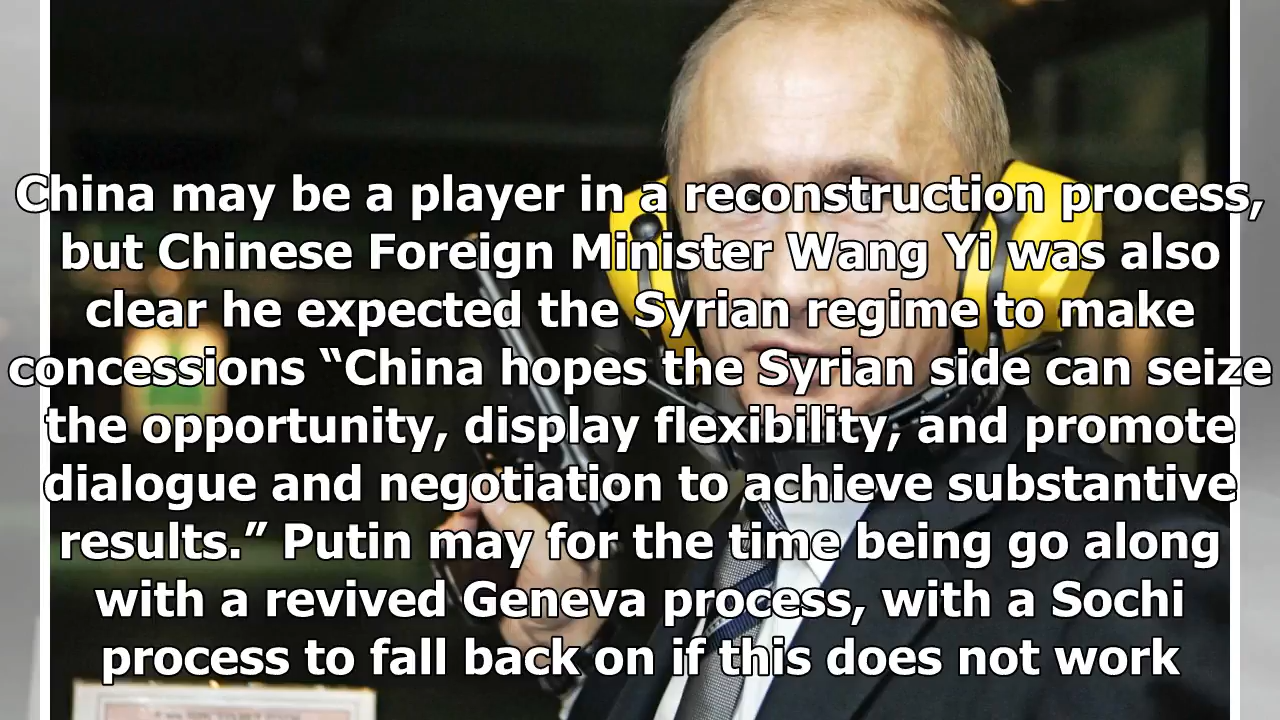 China may be a player in a reconstruction process,
but Chinese Foreign Minister Wang Yi was also
clear he expected the Syrian regime to make
concessions “China hopes the Syrian side can seize
the opportunity, display flexibility, and promote
dialogue and negotiation to achieve substantive
results.” Putin may for the time being go along
with a revived Geneva process, with a Sochi
process to fall back on if this does not work